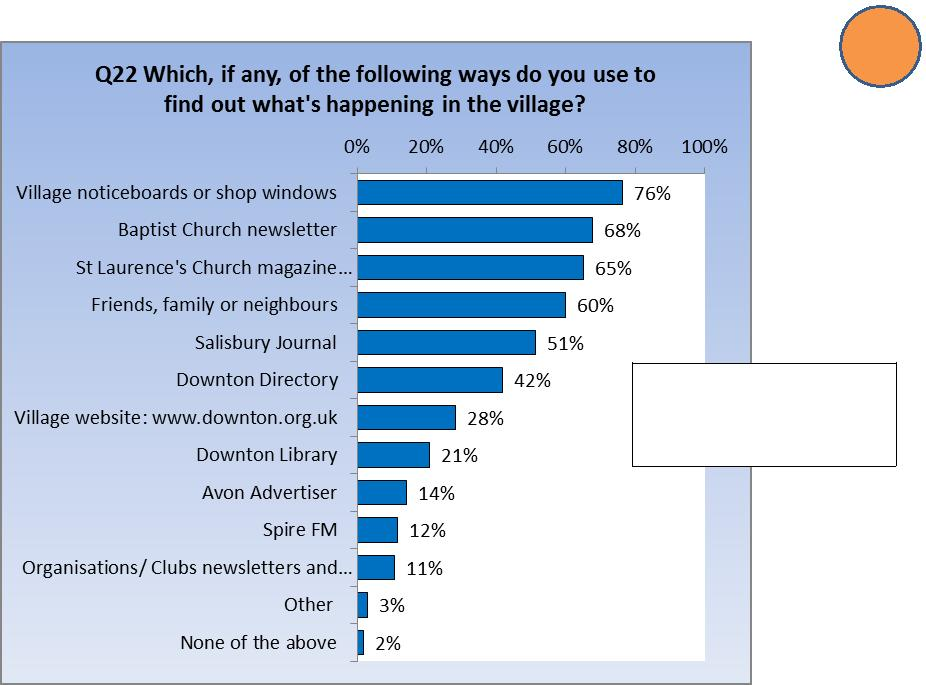 Q22 Which, if any, of the following ways do you use to
find out what's happening in the village?
0% 20% 40% 60% 80% 100%
Village noticeboards or shop windows 76%
Baptist Church newsletter 68%
St Laurence's Church magazine... 65%
Friends, family or neighbours 60%
Salisbury Journal 51%
Downton Directory 42%
Village website: www.downton.org.uk 28%
Downton Library 21%
Avon Advertiser 14%
Spire FM 12%
Organisations/ Clubs newsletters and... 11%
Other 3%
None of the above 2%